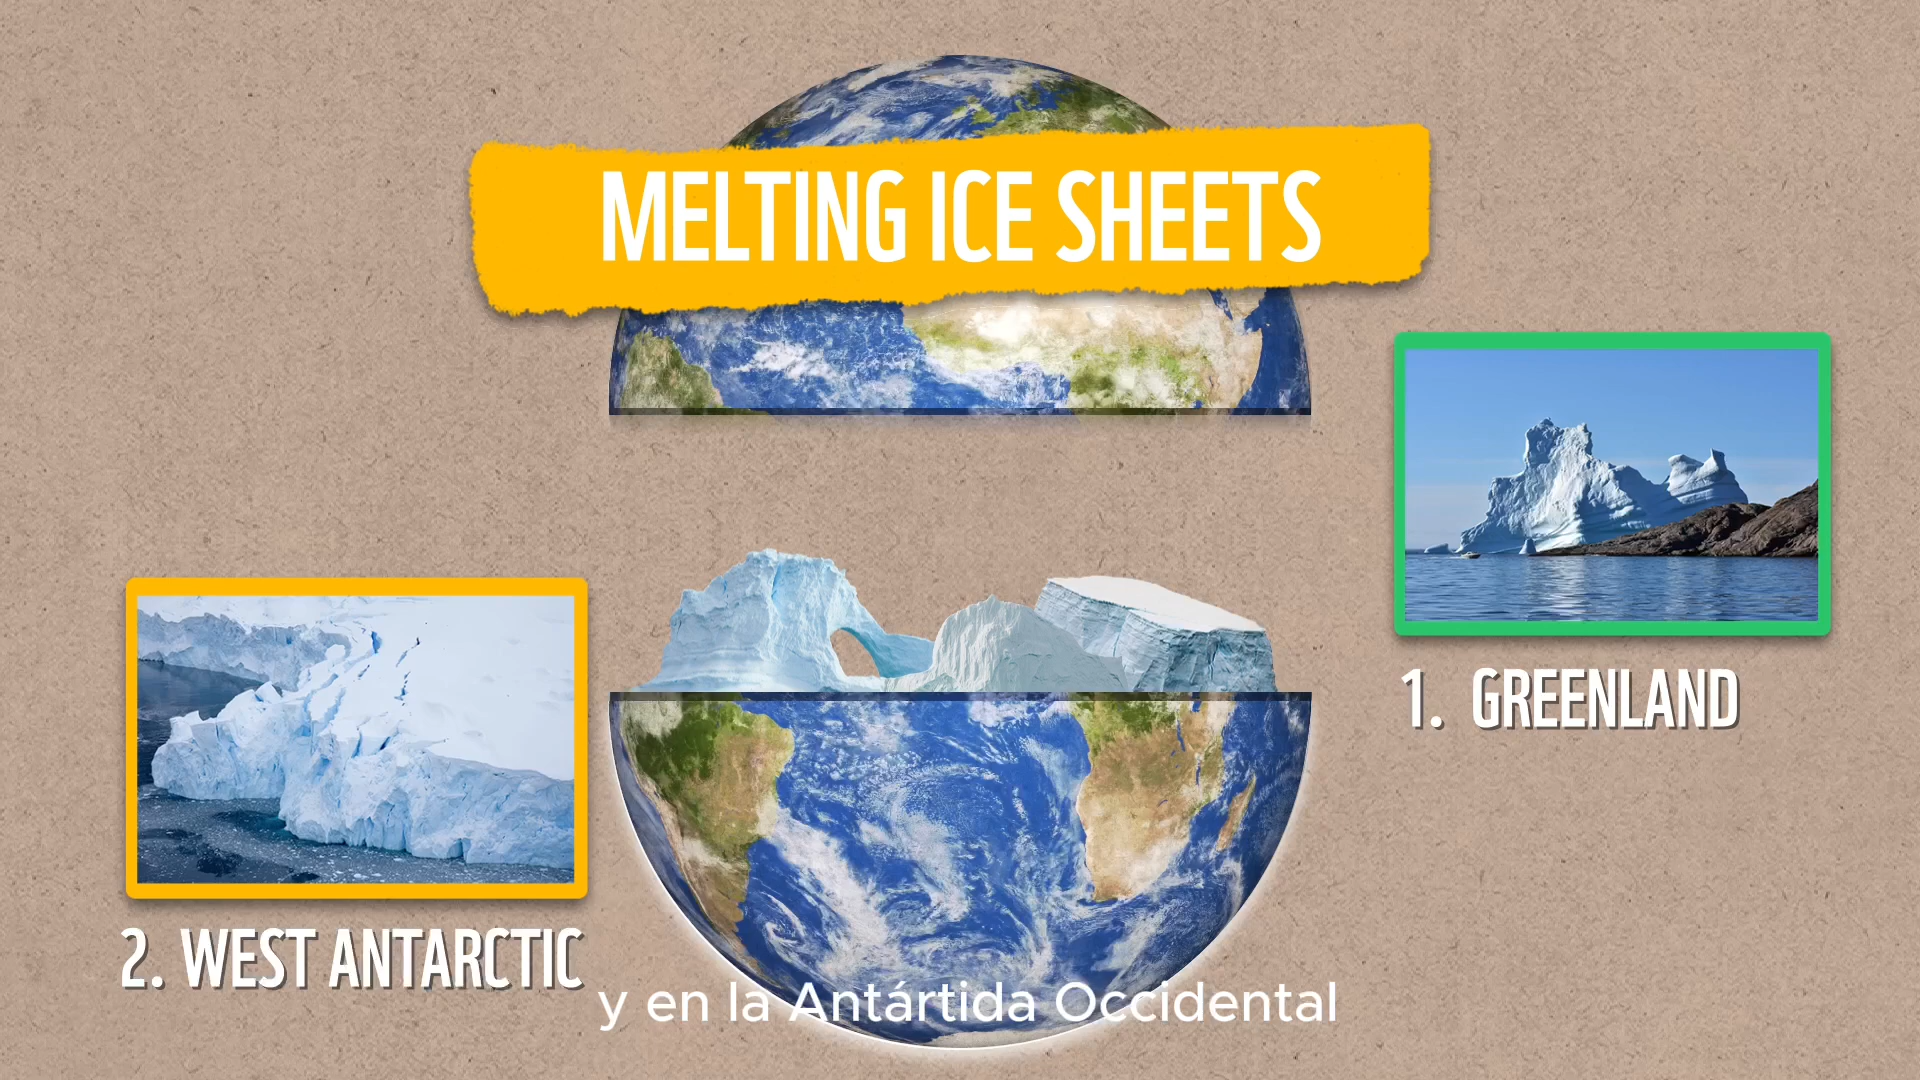 MELTING ICE SHEETS
1. GREENLAND
2. WEST ANTARCTIC
y en la Antártida Occidental